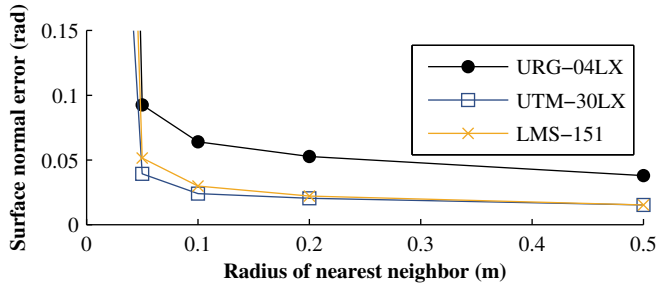 Surface normal error (rad)
0.15
0.1
0.05
0
URG−04LX
UTM−30LX
LMS−151
0 0.1 0.2 0.3 0.4 0.5
Radius of nearest neighbor (m)